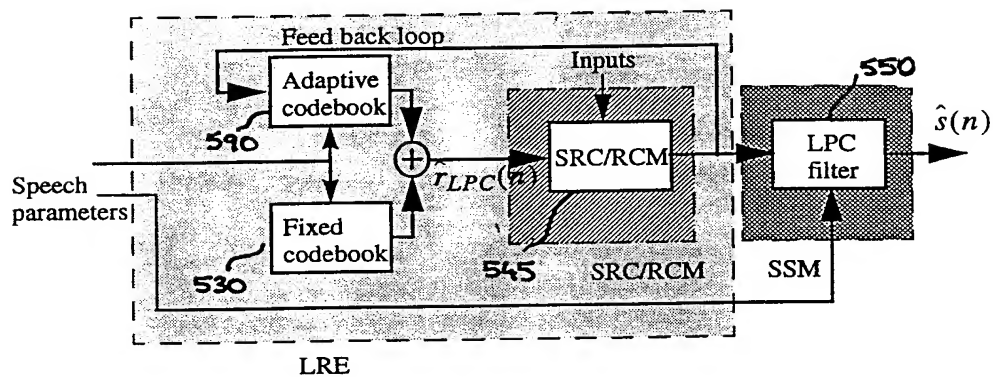 Feed back loop
Inputs
Adaptive
codebook
590
550
ŝ(n)
+
r̂_LPC(n)
SRC/RCM
LPC
filter
Speech
parameters
Fixed
codebook
530
545
SRC/RCM
SSM
LRE